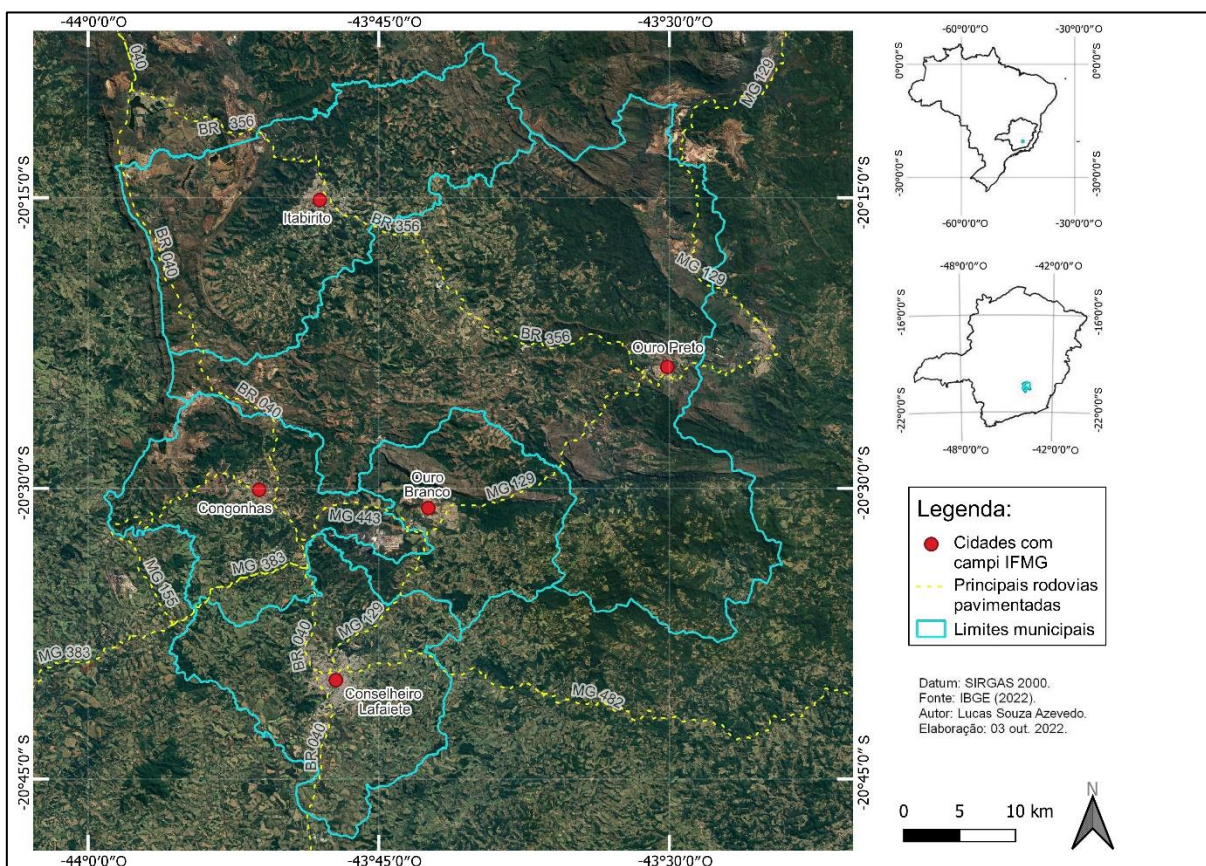 -44°0'0"O
-43°45'0"O
-43°30'0"O
-20°15'0"S
-20°30'0"S
-20°45'0"S
040
BR 356
MG 129
Itabirito
BR 356
BR 040
MG 129
BR 356
Ouro Preto
BR 040
Ouro
Branco
MG 129
Congonhas
MG 443
MG 383
MG 155
MG 129
BR 040
MG 383
Conselheiro
Lafaiete
MG 482
BR 040
-20°15'0"S
-20°30'0"S
-20°45'0"S
-44°0'0"O
-43°45'0"O
-43°30'0"O
-60°0'0"O
-30°0'0"O
0°0'0"S
-30°0'0"S
0°0'0"S
-30°0'0"S
-60°0'0"O
-30°0'0"O
-48°0'0"O
-42°0'0"O
-16°0'0"S
-22°0'0"S
-16°0'0"S
-22°0'0"S
-48°0'0"O
-42°0'0"O
Legenda:
Cidades com
campi IFMG
Principais rodovias
pavimentadas
Limites municipais
Datum: SIRGAS 2000.
Fonte: IBGE (2022).
Autor: Lucas Souza Azevedo.
Elaboração: 03 out. 2022.
0 5 10 km
N